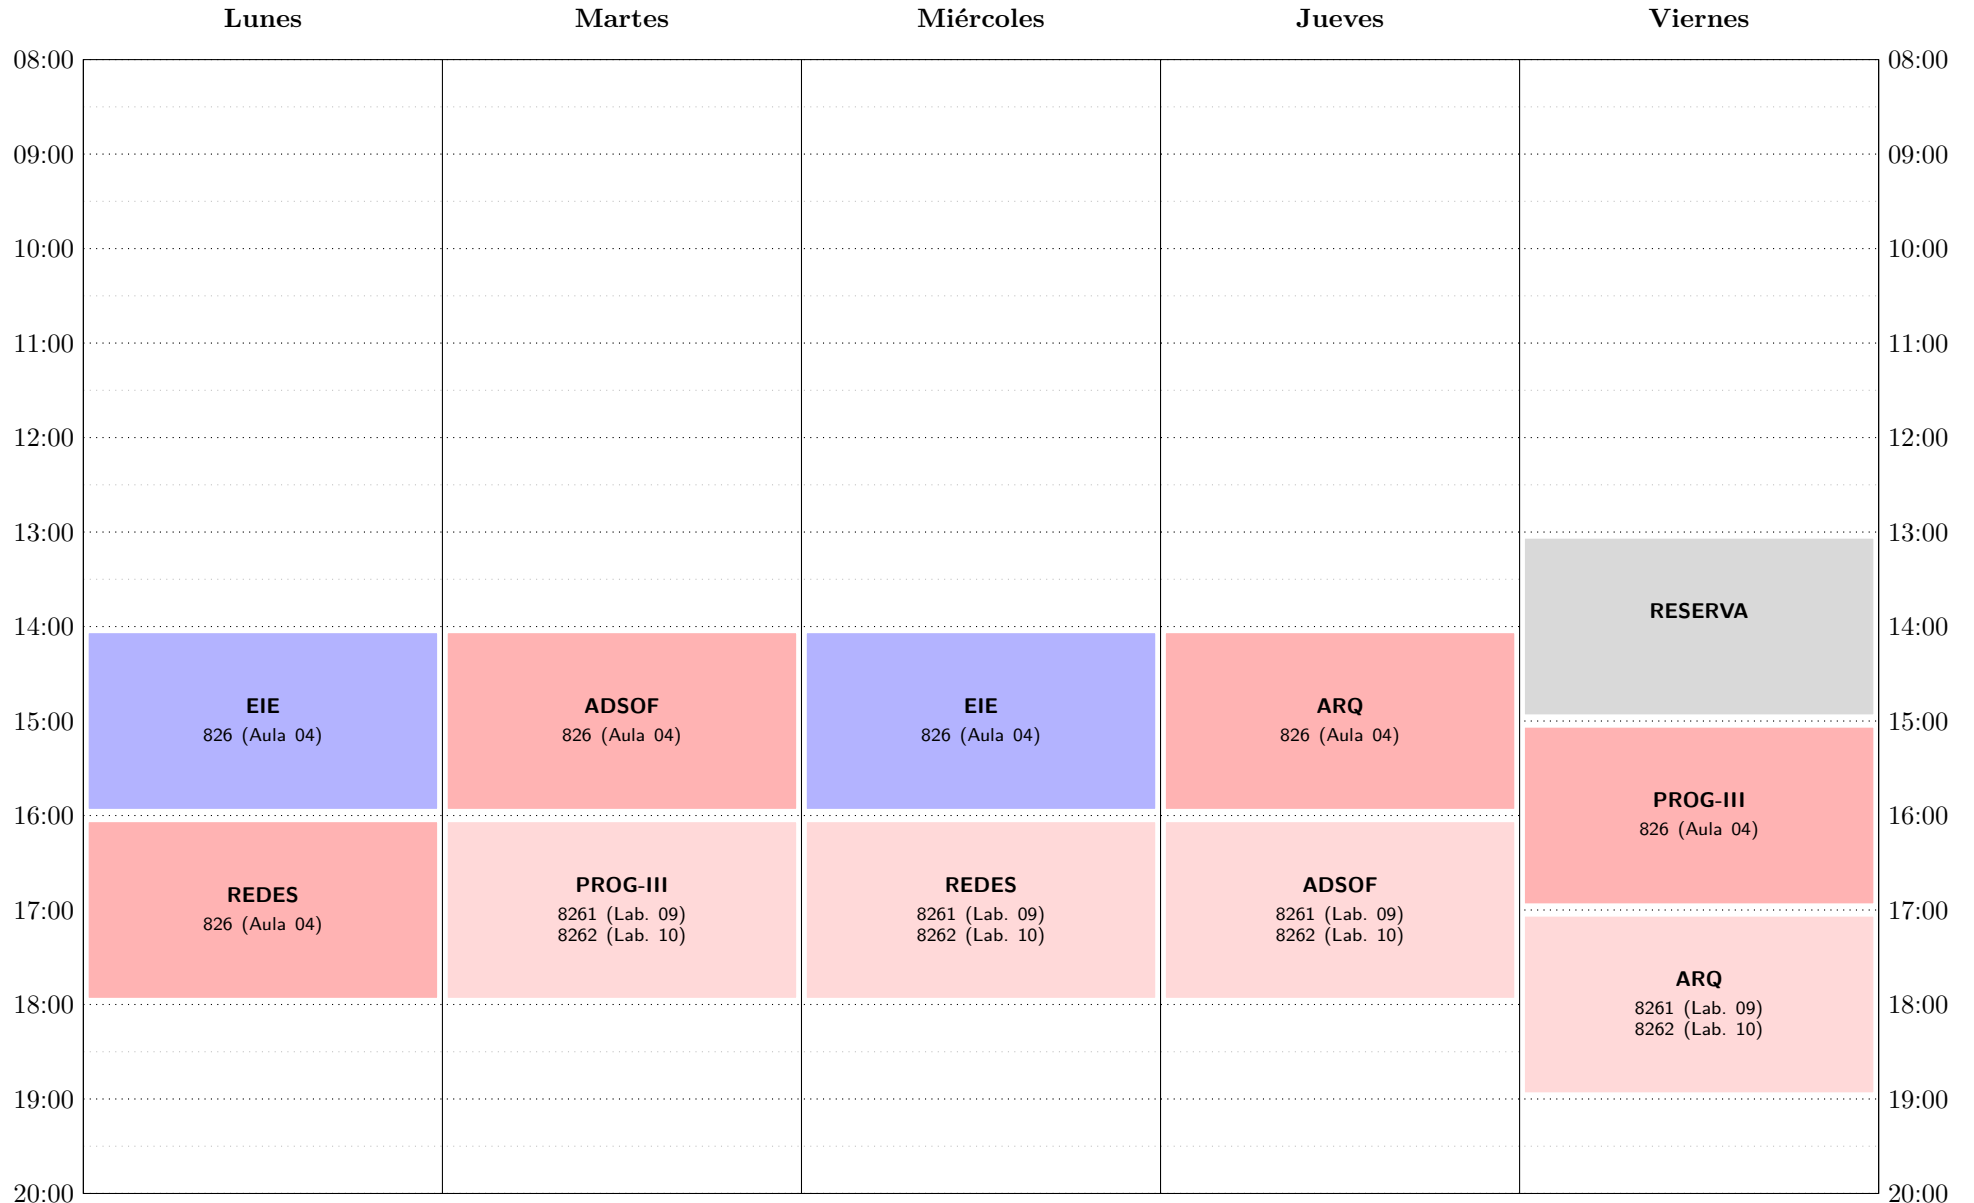 Lunes Martes Miércoles Jueves Viernes
08:00 08:00
09:00 09:00
10:00 10:00
11:00 11:00
12:00 12:00
13:00 13:00
RESERVA
14:00 14:00
EIE ADSOF EIE ARQ
826 (Aula 04) 826 (Aula 04) 826 (Aula 04) 826 (Aula 04)
15:00 15:00
PROG-III
826 (Aula 04)
16:00 16:00
REDES PROG-III REDES ADSOF
826 (Aula 04) 8261 (Lab. 09) 8261 (Lab. 09) 8261 (Lab. 09)
8262 (Lab. 10) 8262 (Lab. 10) 8262 (Lab. 10)
17:00 17:00
ARQ
8261 (Lab. 09)
8262 (Lab. 10)
18:00 18:00
19:00 19:00
20:00 20:00